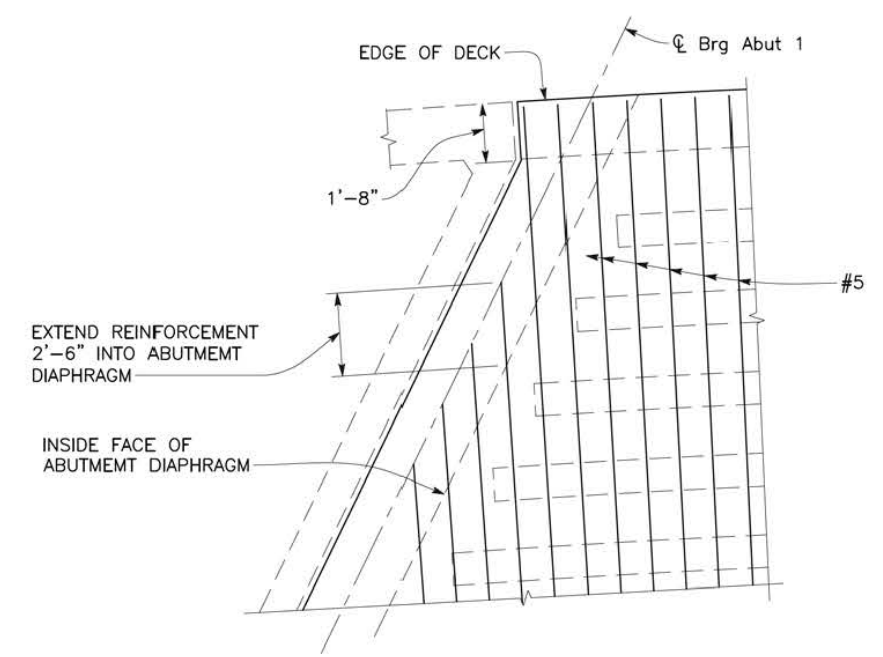 EDGE OF DECK
℄ Brg Abut 1
1'-8"
#5
EXTEND REINFORCEMENT
2'-6" INTO ABUTMEMT
DIAPHRAGM
INSIDE FACE OF
ABUTMEMT DIAPHRAGM